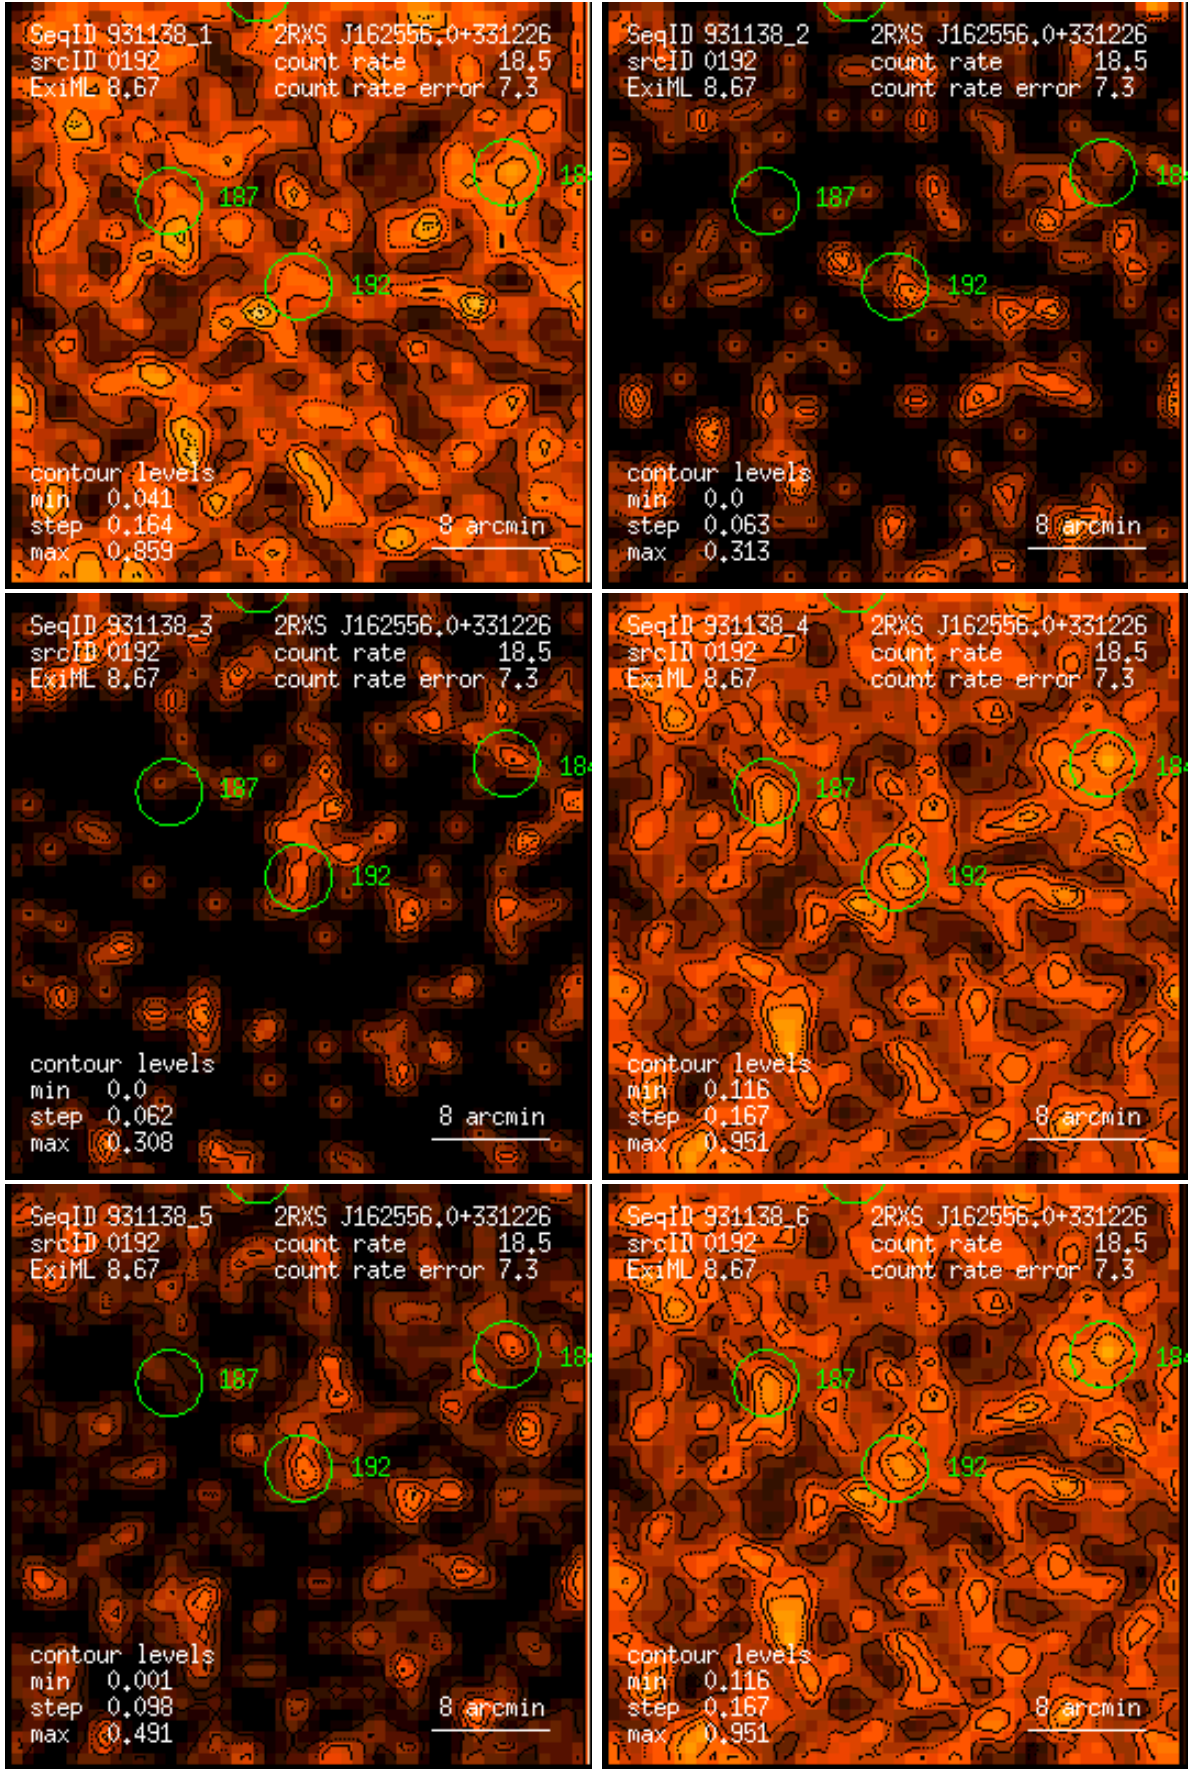 SeqID 931138_1 2RXS J162556.0+331226
srcID 0192 count rate 18.5
ExiML 8.67 count rate error 7.3
184
187
192
contour levels
min 0.041
step 0.164
max 0.859
8 arcmin
SeqID 931138_2 2RXS J162556.0+331226
srcID 0192 count rate 18.5
ExiML 8.67 count rate error 7.3
184
187
192
contour levels
min 0.0
step 0.063
max 0.313
8 arcmin
SeqID 931138_3 2RXS J162556.0+331226
srcID 0192 count rate 18.5
ExiML 8.67 count rate error 7.3
184
187
192
contour levels
min 0.0
step 0.062
max 0.308
8 arcmin
SeqID 931138_4 2RXS J162556.0+331226
srcID 0192 count rate 18.5
ExiML 8.67 count rate error 7.3
184
187
192
contour levels
min 0.116
step 0.167
max 0.951
8 arcmin
SeqID 931138_5 2RXS J162556.0+331226
srcID 0192 count rate 18.5
ExiML 8.67 count rate error 7.3
184
187
192
contour levels
min 0.001
step 0.098
max 0.491
8 arcmin
SeqID 931138_6 2RXS J162556.0+331226
srcID 0192 count rate 18.5
ExiML 8.67 count rate error 7.3
184
187
192
contour levels
min 0.116
step 0.167
max 0.951
8 arcmin